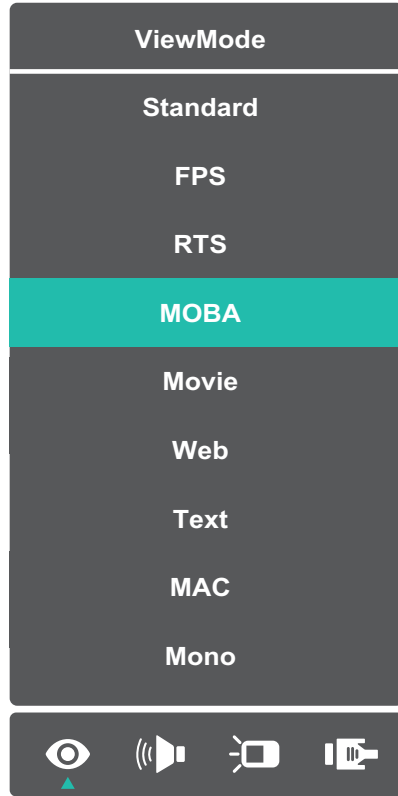 ViewMode
Standard
FPS
RTS
MOBA
Movie
Web
Text
MAC
Mono